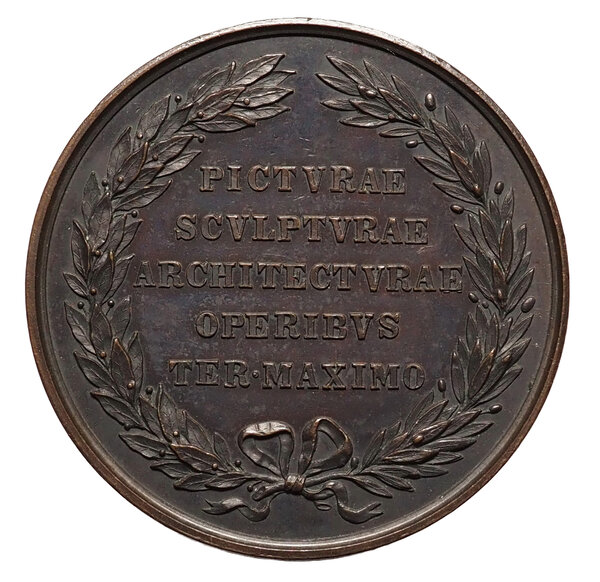 PICTVRAE
SCVLPTVRAE
ARCHITECTVRAE
OPERIBVS
TER·MAXIMO